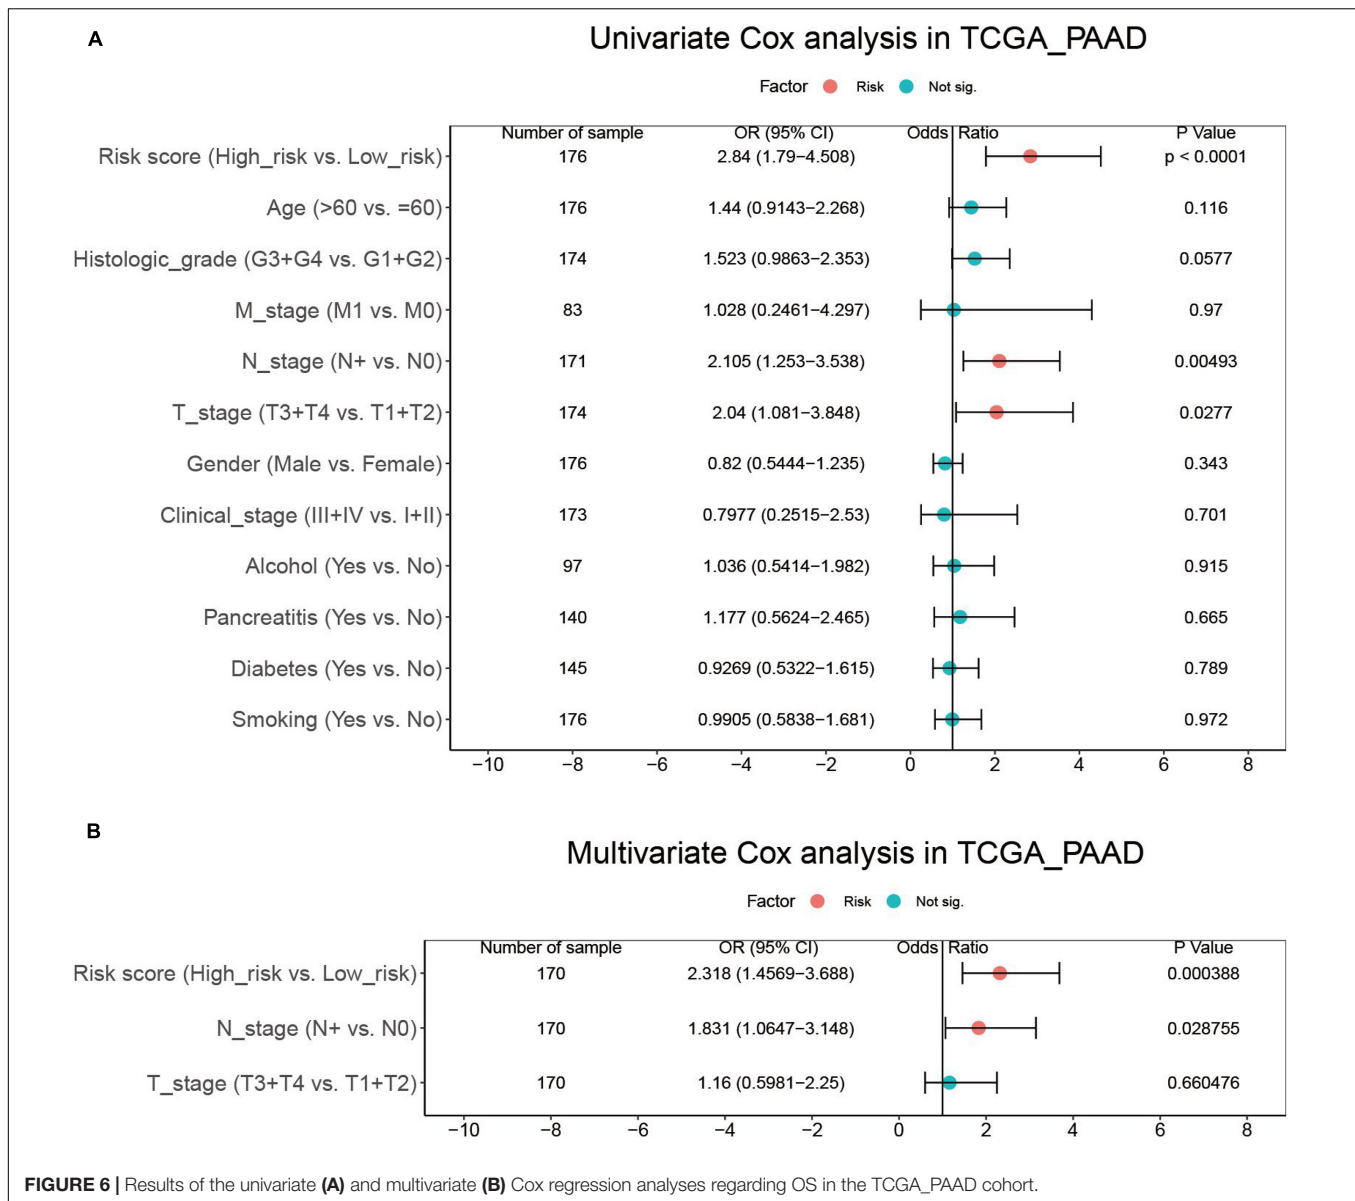 A
Univariate Cox analysis in TCGA_PAAD
Factor Risk Not sig.
Number of sample OR (95% CI) Odds Ratio P Value
Risk score (High_risk vs. Low_risk) 176 2.84 (1.79−4.508) p < 0.0001
Age (>60 vs. =60) 176 1.44 (0.9143−2.268) 0.116
Histologic_grade (G3+G4 vs. G1+G2) 174 1.523 (0.9863−2.353) 0.0577
M_stage (M1 vs. M0) 83 1.028 (0.2461−4.297) 0.97
N_stage (N+ vs. N0) 171 2.105 (1.253−3.538) 0.00493
T_stage (T3+T4 vs. T1+T2) 174 2.04 (1.081−3.848) 0.0277
Gender (Male vs. Female) 176 0.82 (0.5444−1.235) 0.343
Clinical_stage (III+IV vs. I+II) 173 0.7977 (0.2515−2.53) 0.701
Alcohol (Yes vs. No) 97 1.036 (0.5414−1.982) 0.915
Pancreatitis (Yes vs. No) 140 1.177 (0.5624−2.465) 0.665
Diabetes (Yes vs. No) 145 0.9269 (0.5322−1.615) 0.789
Smoking (Yes vs. No) 176 0.9905 (0.5838−1.681) 0.972
−10 −8 −6 −4 −2 0 2 4 6 8
B
Multivariate Cox analysis in TCGA_PAAD
Factor Risk Not sig.
Number of sample OR (95% CI) Odds Ratio P Value
Risk score (High_risk vs. Low_risk) 170 2.318 (1.4569−3.688) 0.000388
N_stage (N+ vs. N0) 170 1.831 (1.0647−3.148) 0.028755
T_stage (T3+T4 vs. T1+T2) 170 1.16 (0.5981−2.25) 0.660476
−10 −8 −6 −4 −2 0 2 4 6 8
FIGURE 6 | Results of the univariate (A) and multivariate (B) Cox regression analyses regarding OS in the TCGA_PAAD cohort.